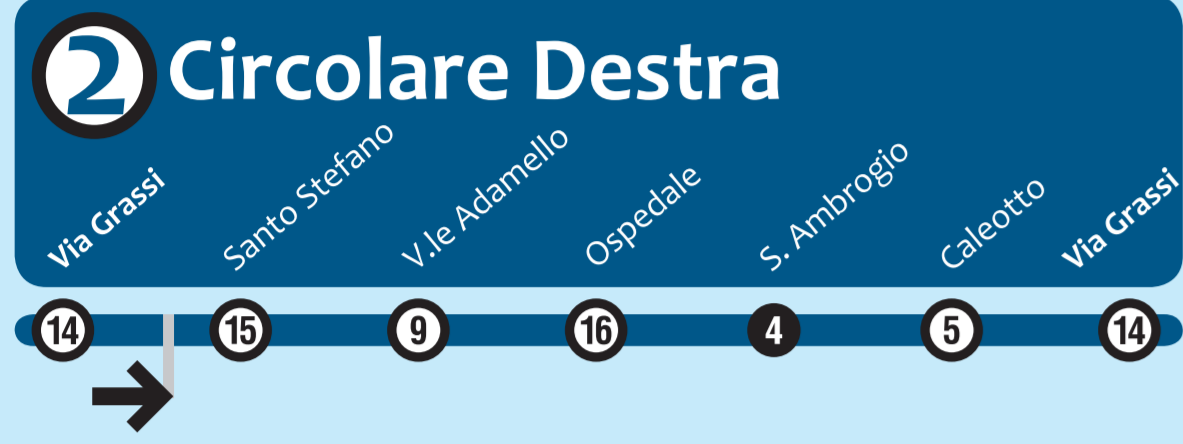 2 Circolare Destra
Via Grassi
Santo Stefano
V.le Adamello
Ospedale
S. Ambrogio
Caleotto
Via Grassi
14 15 9 16 4 5 14